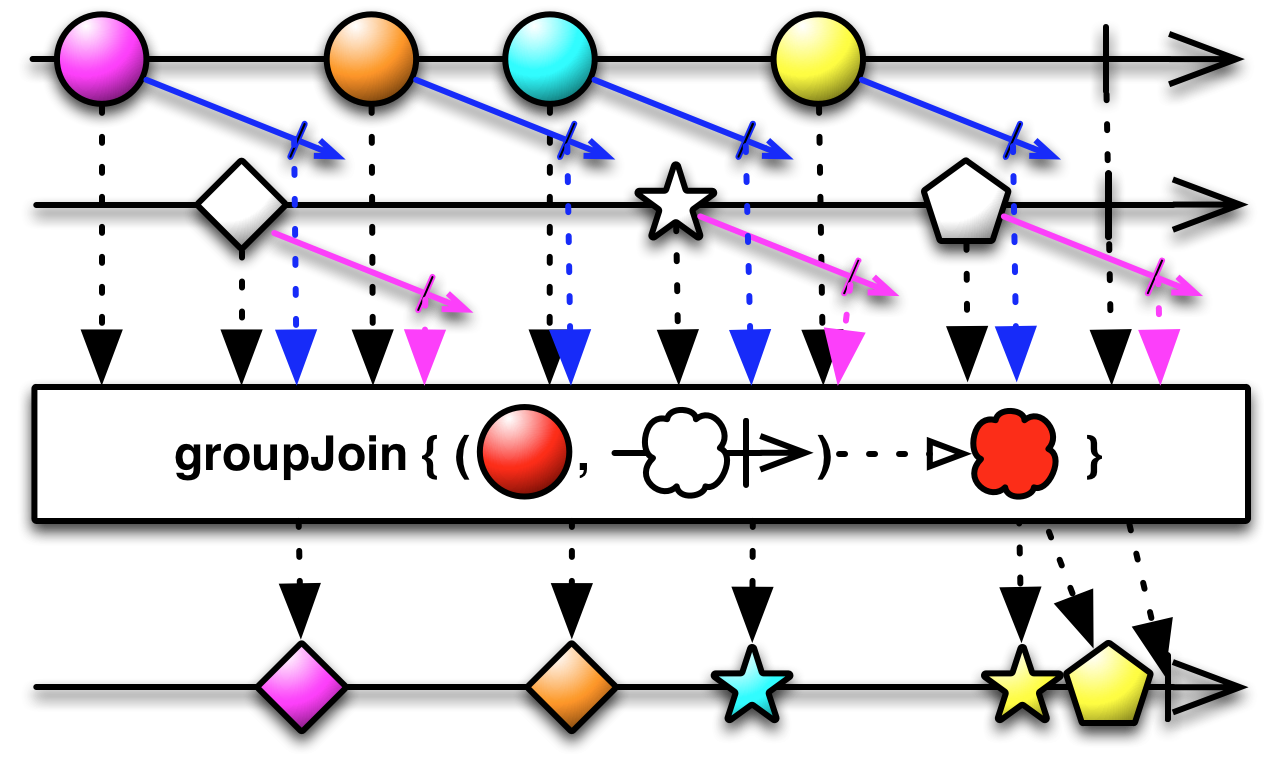 groupJoin { ( , ) }